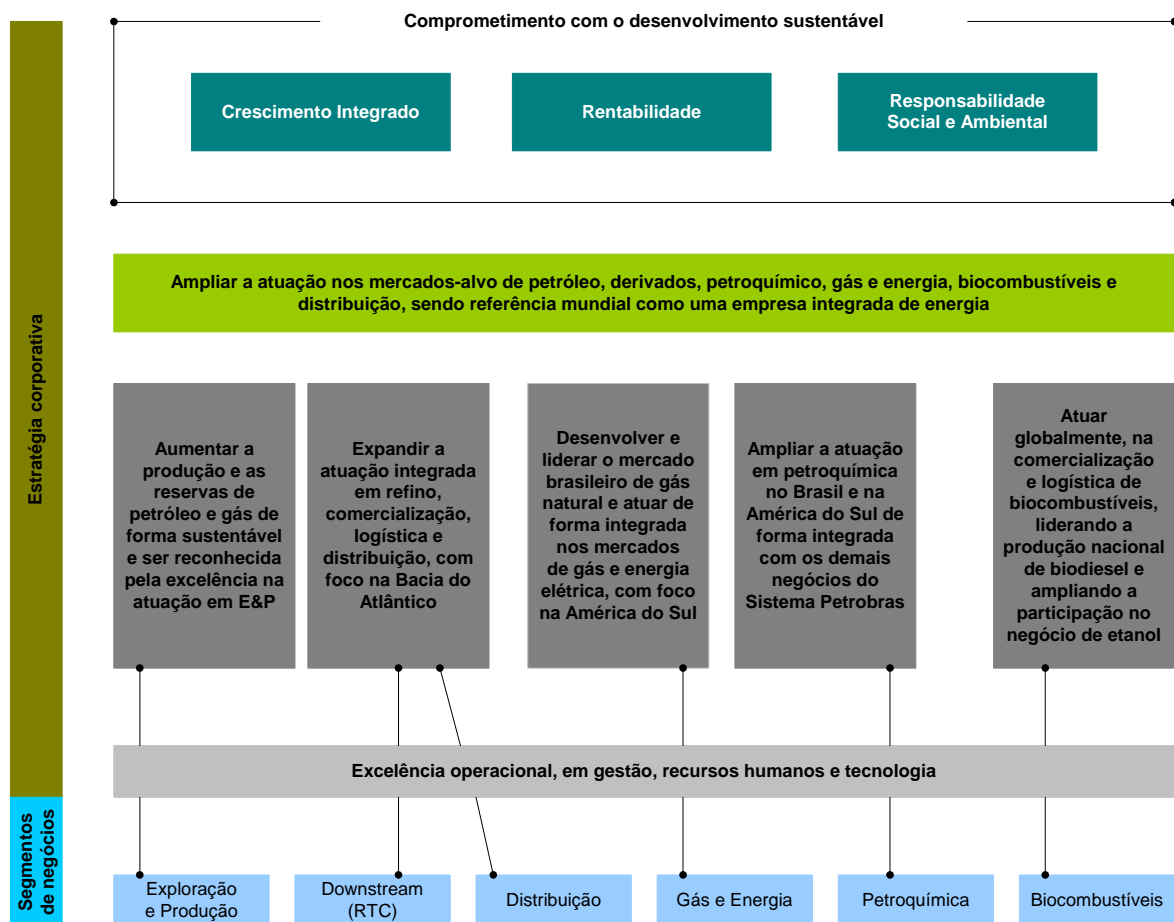 Comprometimento com o desenvolvimento sustentável
Crescimento Integrado
Rentabilidade
Responsabilidade
Social e Ambiental
Ampliar a atuação nos mercados-alvo de petróleo, derivados, petroquímico, gás e energia, biocombustíveis e
distribuição, sendo referência mundial como uma empresa integrada de energia
Estratégia corporativa
Aumentar a
produção e as
reservas de
petróleo e gás de
forma sustentável
e ser reconhecida
pela excelência na
atuação em E&P
Expandir a
atuação integrada
em refino,
comercialização,
logística e
distribuição, com
foco na Bacia do
Atlântico
Desenvolver e
liderar o mercado
brasileiro de gás
natural e atuar de
forma integrada
nos mercados
de gás e energia
elétrica, com foco
na América do Sul
Ampliar a atuação
em petroquímica
no Brasil e na
América do Sul de
forma integrada
com os demais
negócios do
Sistema Petrobras
Atuar
globalmente, na
comercialização
e logística de
biocombustíveis,
liderando a
produção nacional
de biodiesel e
ampliando a
participação no
negócio de etanol
Excelência operacional, em gestão, recursos humanos e tecnologia
Segmentos
de negócios
Exploração
e Produção
Downstream
(RTC)
Distribuição
Gás e Energia
Petroquímica
Biocombustíveis